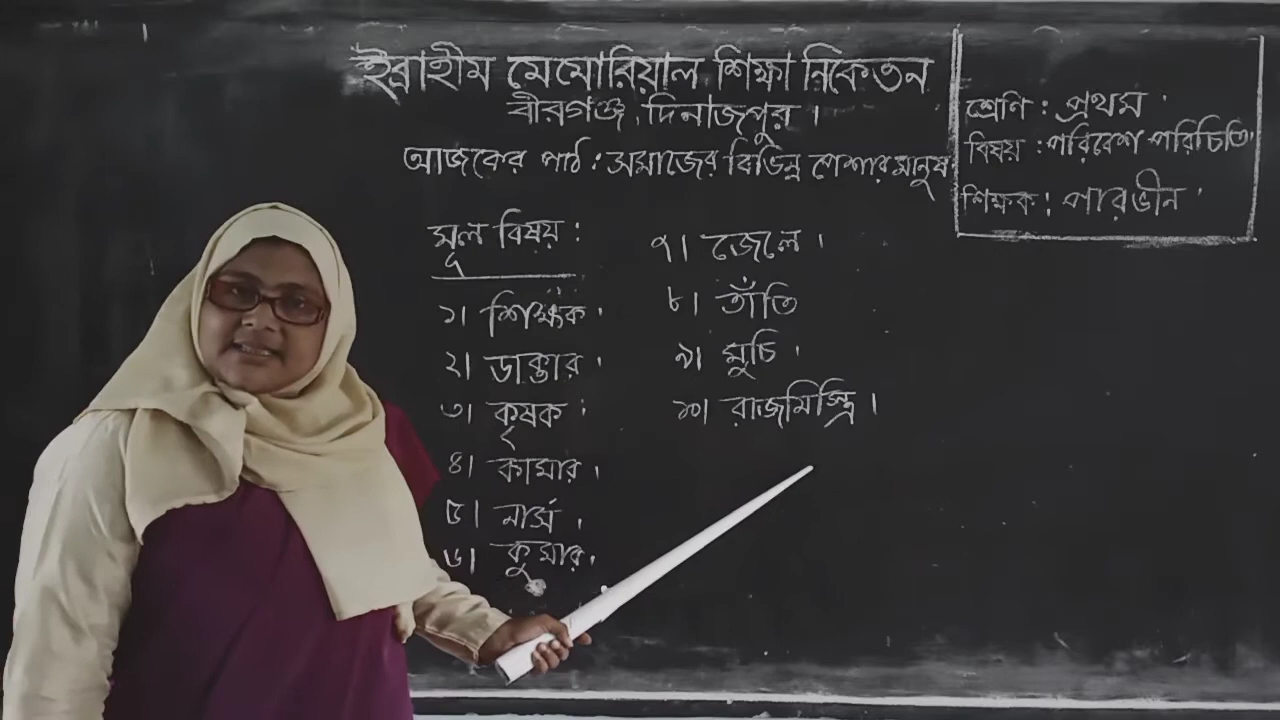 ইব্রাহীম মেমোরিয়াল শিক্ষা নিকেতন
বীরগঞ্জ, দিনাজপুর।
আজকের পাঠ : সমাজের বিভিন্ন পেশার মানুষ
শ্রেণি : প্রথম
বিষয় : পরিবেশ পরিচিতি
শিক্ষক : পারভীন
মূল বিষয় :
১। শিক্ষক।
২। ডাক্তার।
৩। কৃষক।
৪। কামার।
৫। নার্স।
৬। কুমার।
৭। জেলে।
৮। তাঁতি
৯। মুচি।
১০। রাজমিস্ত্রি।